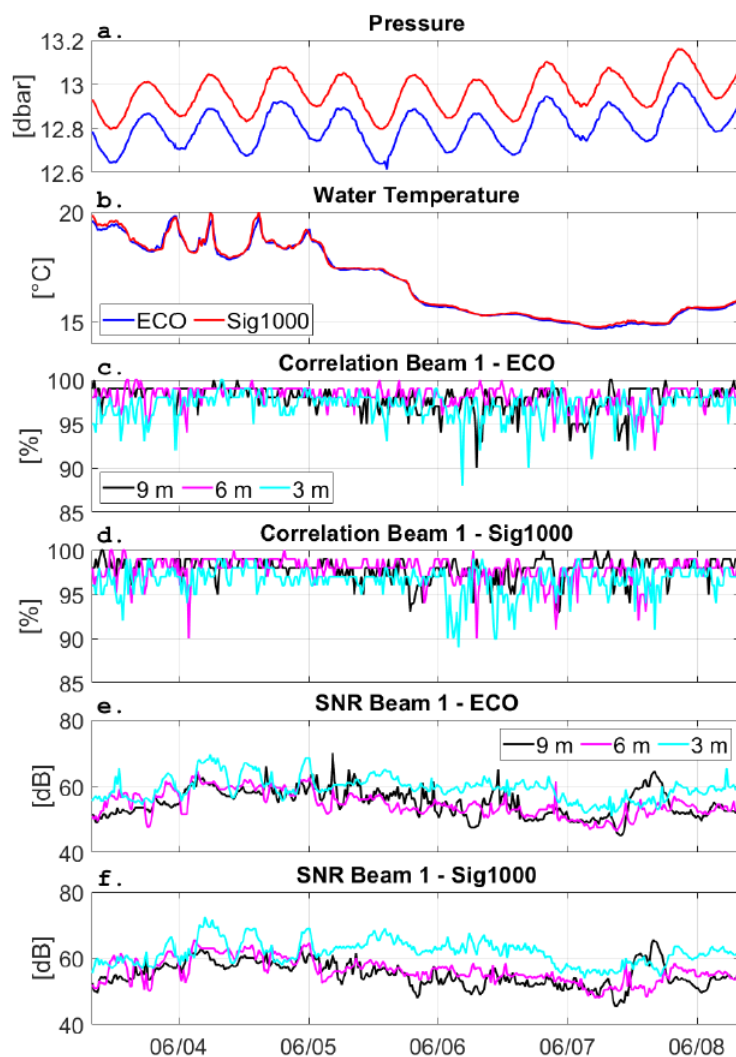 a. Pressure
13.2
13
12.8
12.6
[dbar]
b. Water Temperature
20
15
[°C]
ECO Sig1000
c. Correlation Beam 1 - ECO
100
95
90
85
[%]
9 m 6 m 3 m
d. Correlation Beam 1 - Sig1000
100
95
90
85
[%]
e. SNR Beam 1 - ECO
80
60
40
[dB]
9 m 6 m 3 m
f. SNR Beam 1 - Sig1000
80
60
40
[dB]
06/04 06/05 06/06 06/07 06/08